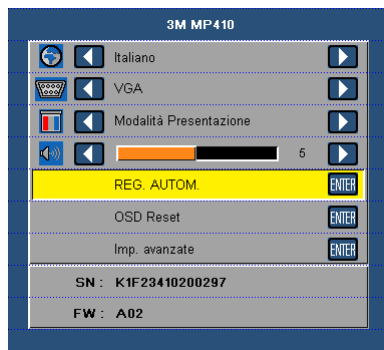 3M MP410
Italiano
VGA
Modalità Presentazione
5
REG. AUTOM. ENTER
OSD Reset ENTER
Imp. avanzate ENTER
SN : K1F23410200297
FW : A02